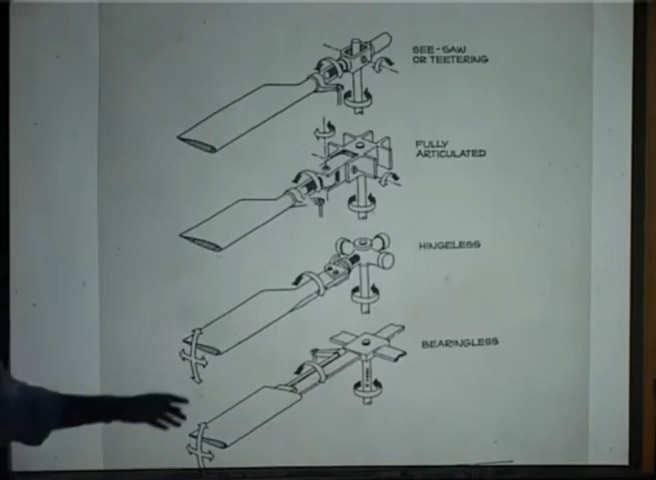 SEE-SAW
OR TEETERING
FULLY
ARTICULATED
HINGELESS
BEARINGLESS